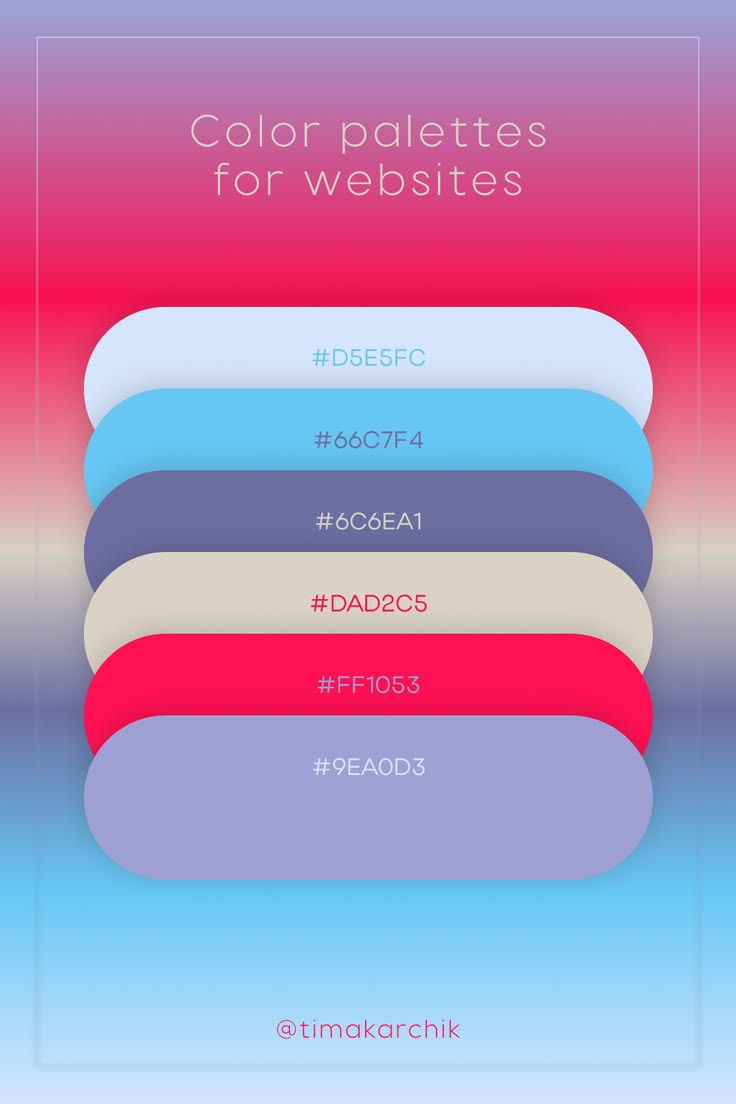 Color palettes
for websites
#D5E5FC
#66C7F4
#6C6EA1
#DAD2C5
#FF1053
#9EA0D3
@timakarchik